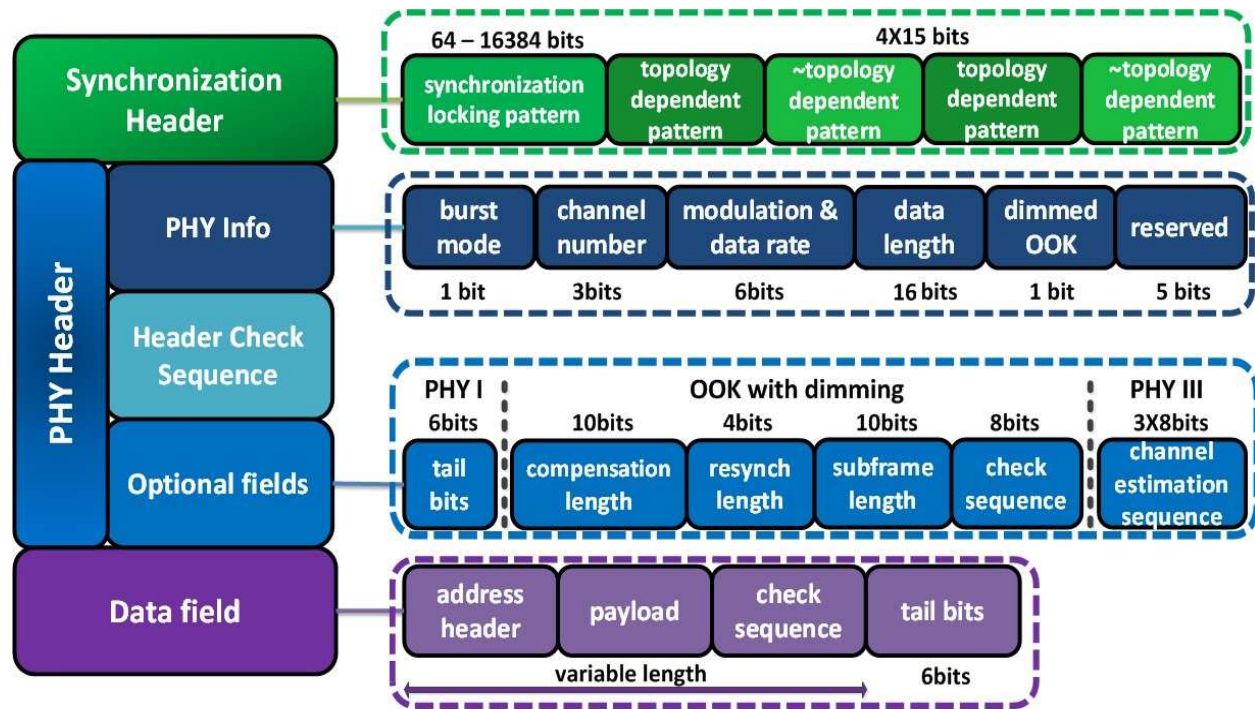 Synchronization
Header
64 – 16384 bits
4X15 bits
synchronization
locking pattern
topology
dependent
pattern
~topology
dependent
pattern
topology
dependent
pattern
~topology
dependent
pattern
PHY Header
PHY Info
burst
mode
channel
number
modulation &
data rate
data
length
dimmed
OOK
reserved
1 bit
3bits
6bits
16 bits
1 bit
5 bits
Header Check
Sequence
Optional fields
PHY I
OOK with dimming
PHY III
6bits
10bits
4bits
10bits
8bits
3X8bits
tail
bits
compensation
length
resynch
length
subframe
length
check
sequence
channel
estimation
sequence
Data field
address
header
payload
check
sequence
tail bits
variable length
6bits